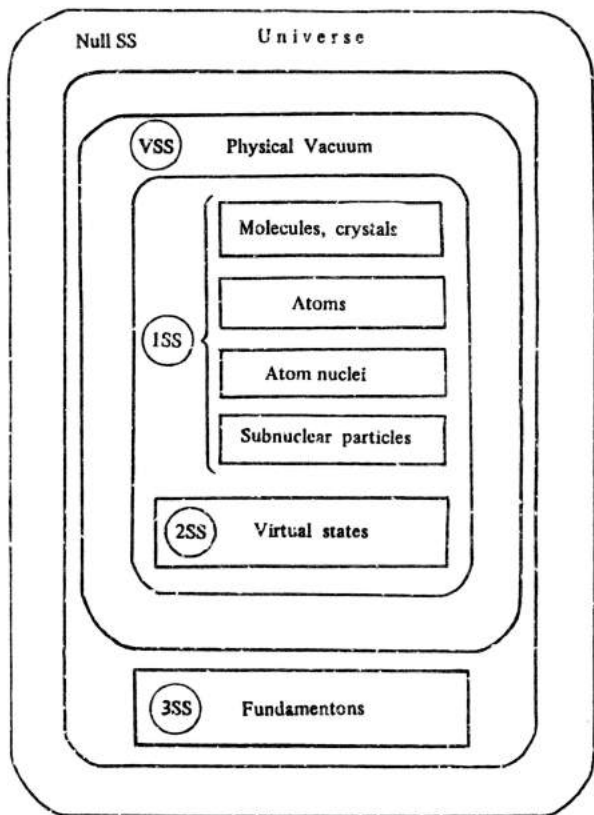 Null SS Universe
VSS Physical Vacuum
Molecules, crystals
Atoms
1SS
Atom nuclei
Subnuclear particles
2SS Virtual states
3SS Fundamentons